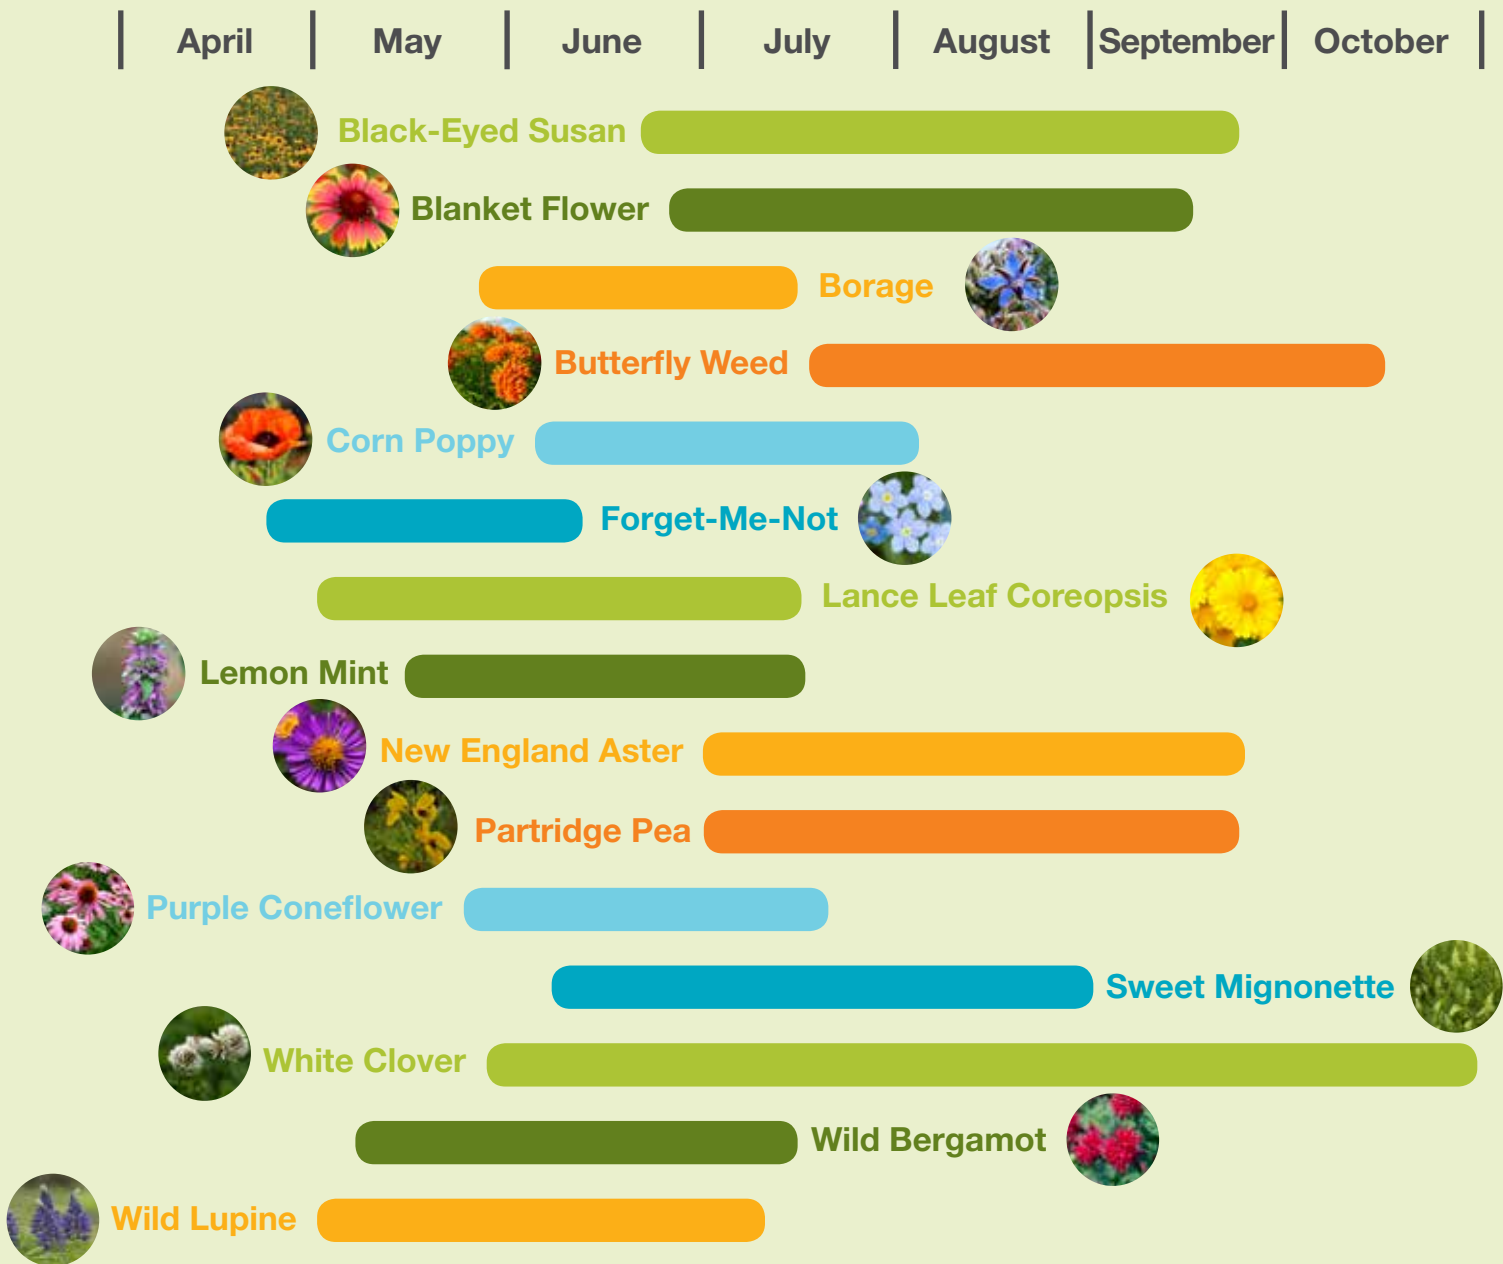 April May June July August September October
Black-Eyed Susan
Blanket Flower
Borage
Butterfly Weed
Corn Poppy
Forget-Me-Not
Lance Leaf Coreopsis
Lemon Mint
New England Aster
Partridge Pea
Purple Coneflower
Sweet Mignonette
White Clover
Wild Bergamot
Wild Lupine